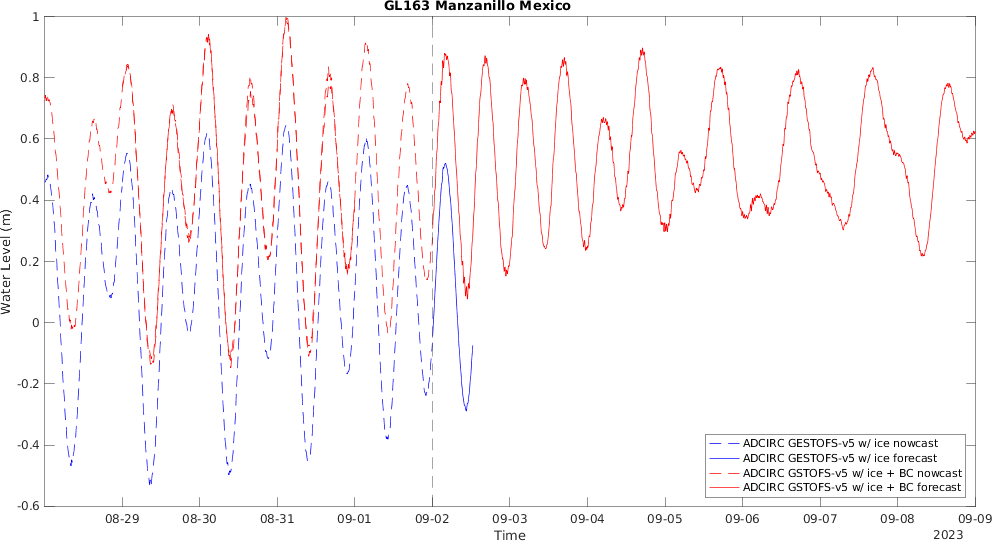 GL163 Manzanillo Mexico
Water Level (m)
1
0.8
0.6
0.4
0.2
0
-0.2
-0.4
-0.6
ADCIRC GESTOFS-v5 w/ ice nowcast
ADCIRC GESTOFS-v5 w/ ice forecast
ADCIRC GSTOFS-v5 w/ ice + BC nowcast
ADCIRC GSTOFS-v5 w/ ice + BC forecast
08-29 08-30 08-31 09-01 09-02 09-03 09-04 09-05 09-06 09-07 09-08 09-09
Time
2023